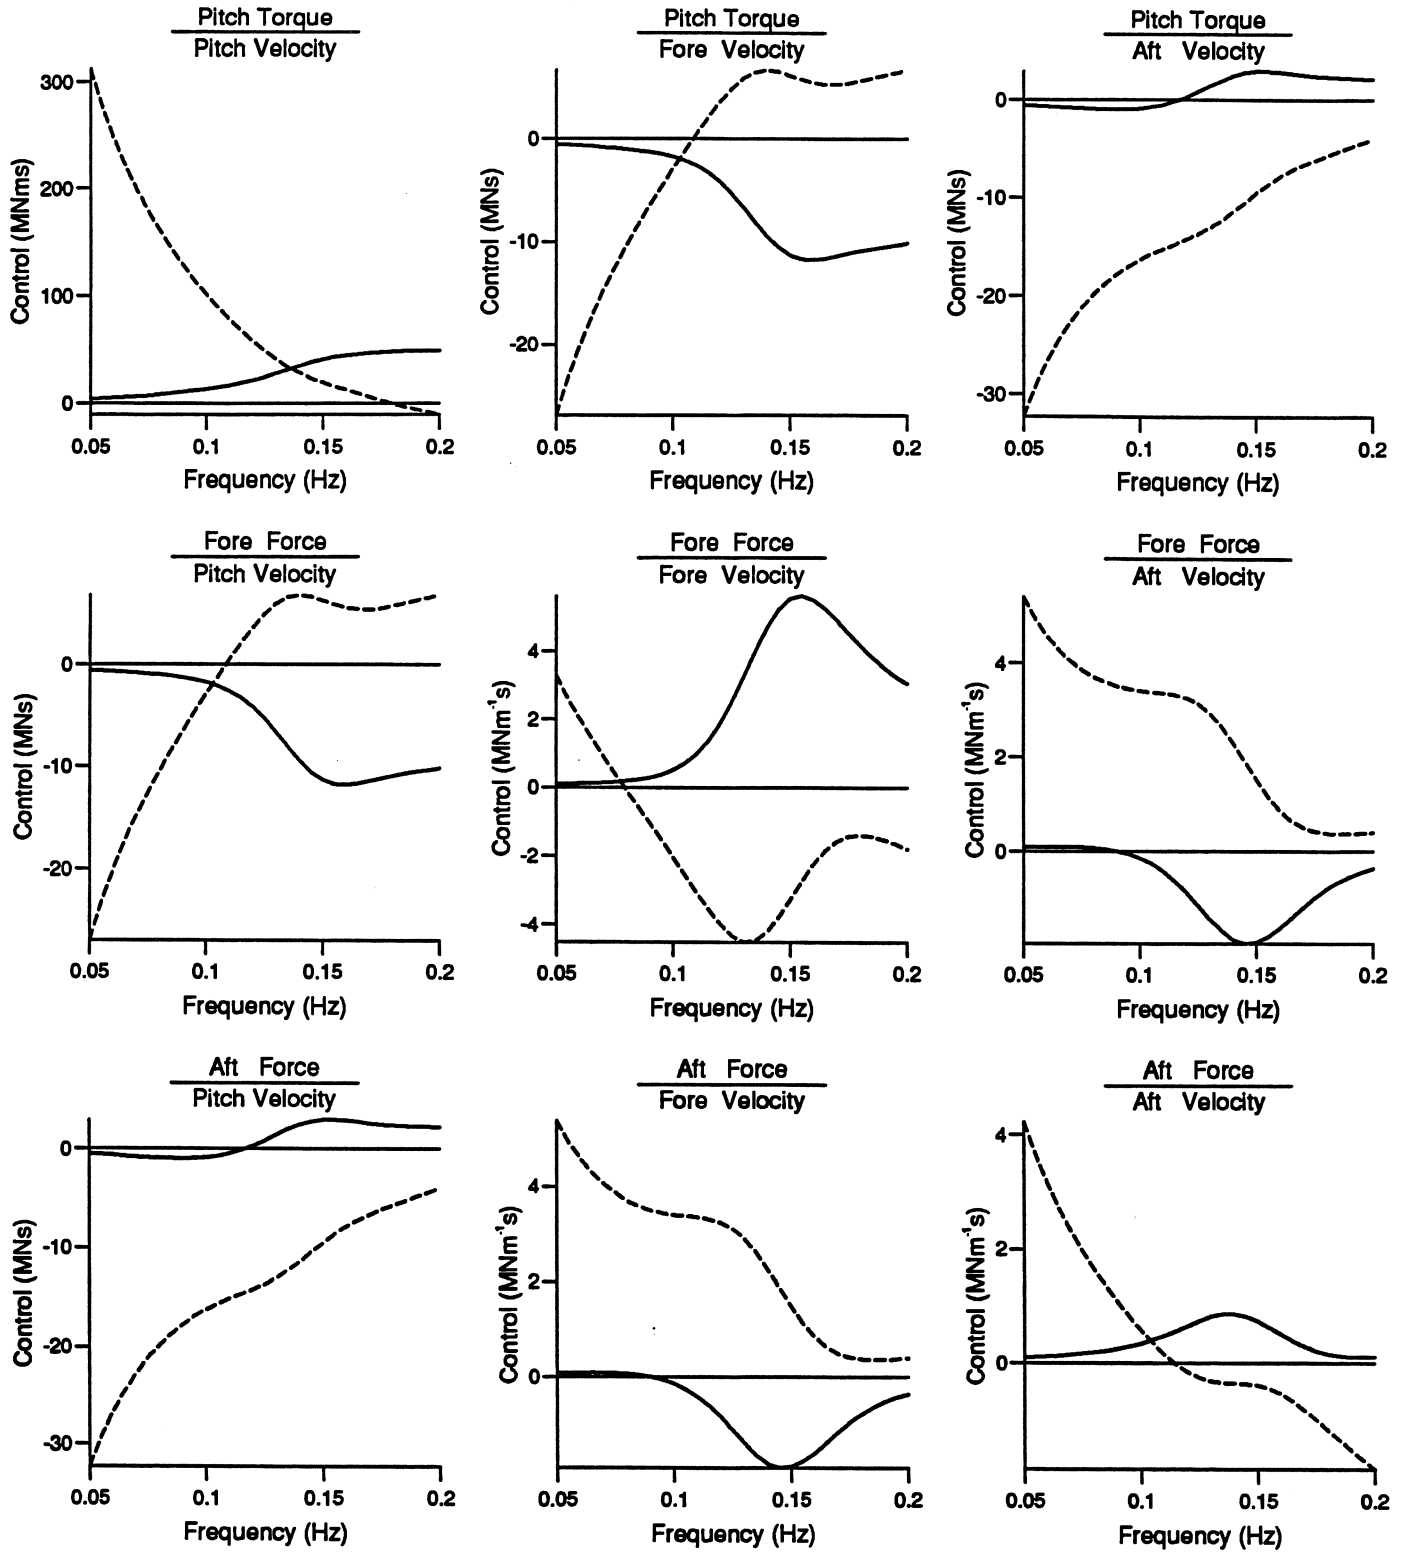 Pitch Torque
Pitch Velocity
300
200
100
0
Control (MNms)
0.05 0.1 0.15 0.2
Frequency (Hz)
Pitch Torque
Fore Velocity
0
-10
-20
Control (MNs)
0.05 0.1 0.15 0.2
Frequency (Hz)
Pitch Torque
Aft Velocity
0
-10
-20
-30
Control (MNs)
0.05 0.1 0.15 0.2
Frequency (Hz)
Fore Force
Pitch Velocity
0
-10
-20
Control (MNs)
0.05 0.1 0.15 0.2
Frequency (Hz)
Fore Force
Fore Velocity
4
2
0
-2
-4
Control (MNm⁻¹s)
0.05 0.1 0.15 0.2
Frequency (Hz)
Fore Force
Aft Velocity
4
2
0
Control (MNm⁻¹s)
0.05 0.1 0.15 0.2
Frequency (Hz)
Aft Force
Pitch Velocity
0
-10
-20
-30
Control (MNs)
0.05 0.1 0.15 0.2
Frequency (Hz)
Aft Force
Fore Velocity
4
2
0
Control (MNm⁻¹s)
0.05 0.1 0.15 0.2
Frequency (Hz)
Aft Force
Aft Velocity
4
2
0
Control (MNm⁻¹s)
0.05 0.1 0.15 0.2
Frequency (Hz)